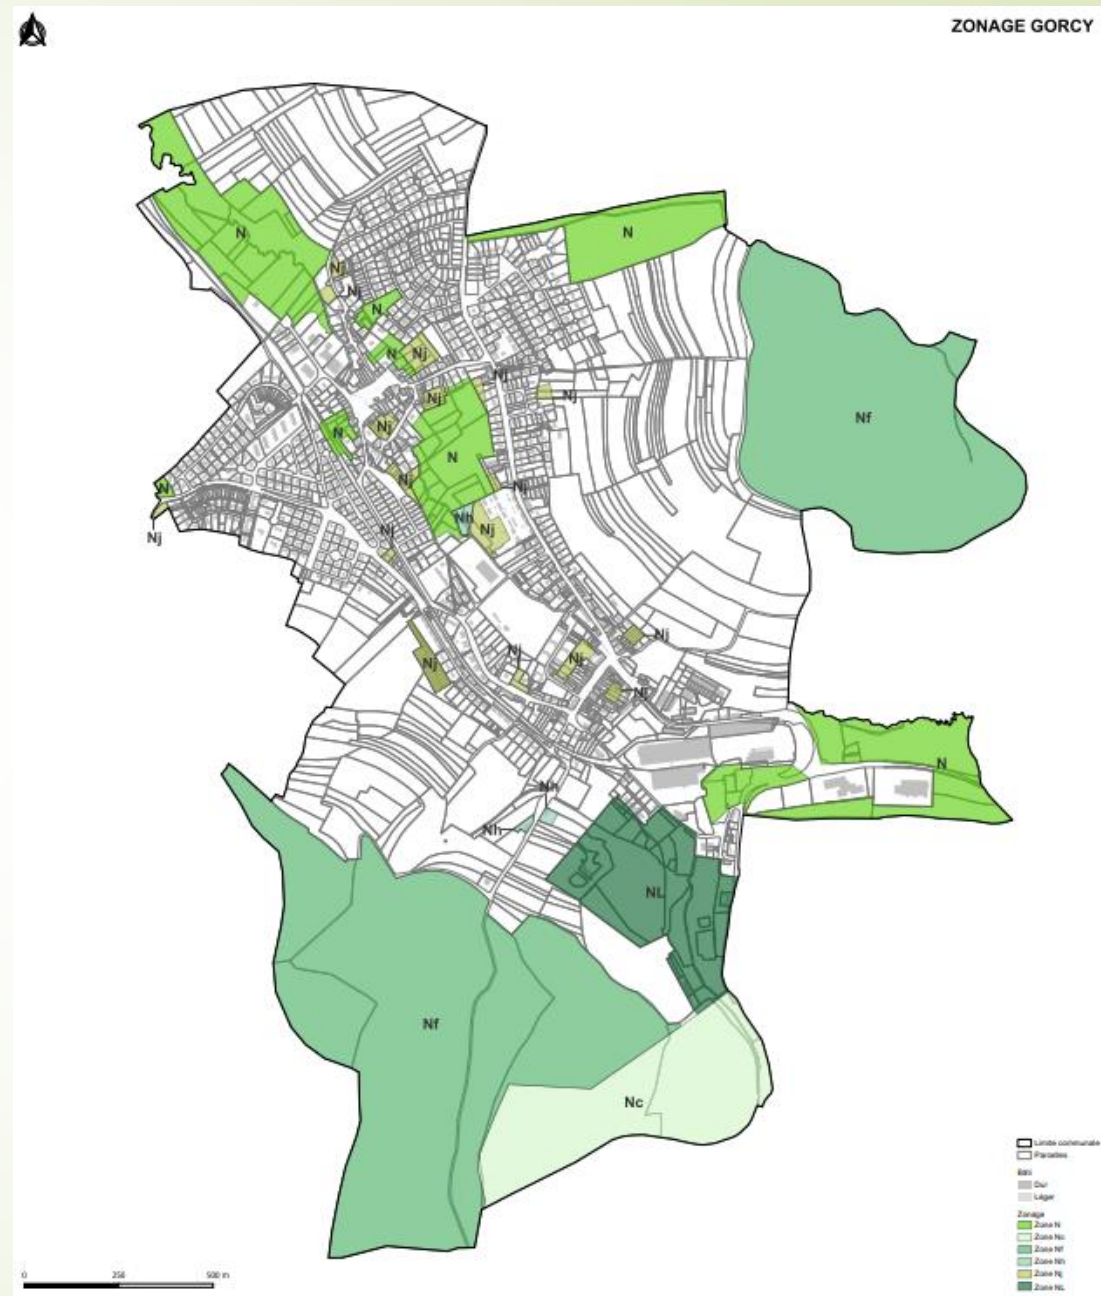 ZONAGE GORCY
N
N
Nj
Nj
N
N
Nj
Nj
Nj
Nj
Nf
Nj
N
N
Nj
Nj
N
Nh
Nj
Nj
Nj
Nj
Nj
Nj
Nj
Nj
N
Nh
Nh
NL
Nf
Nc
Limite communale
Parcelles
Bâti
Dur
Léger
Zonage
Zone N
Zone Nc
Zone Nf
Zone Nh
Zone Nj
Zone NL
0 250 500 m